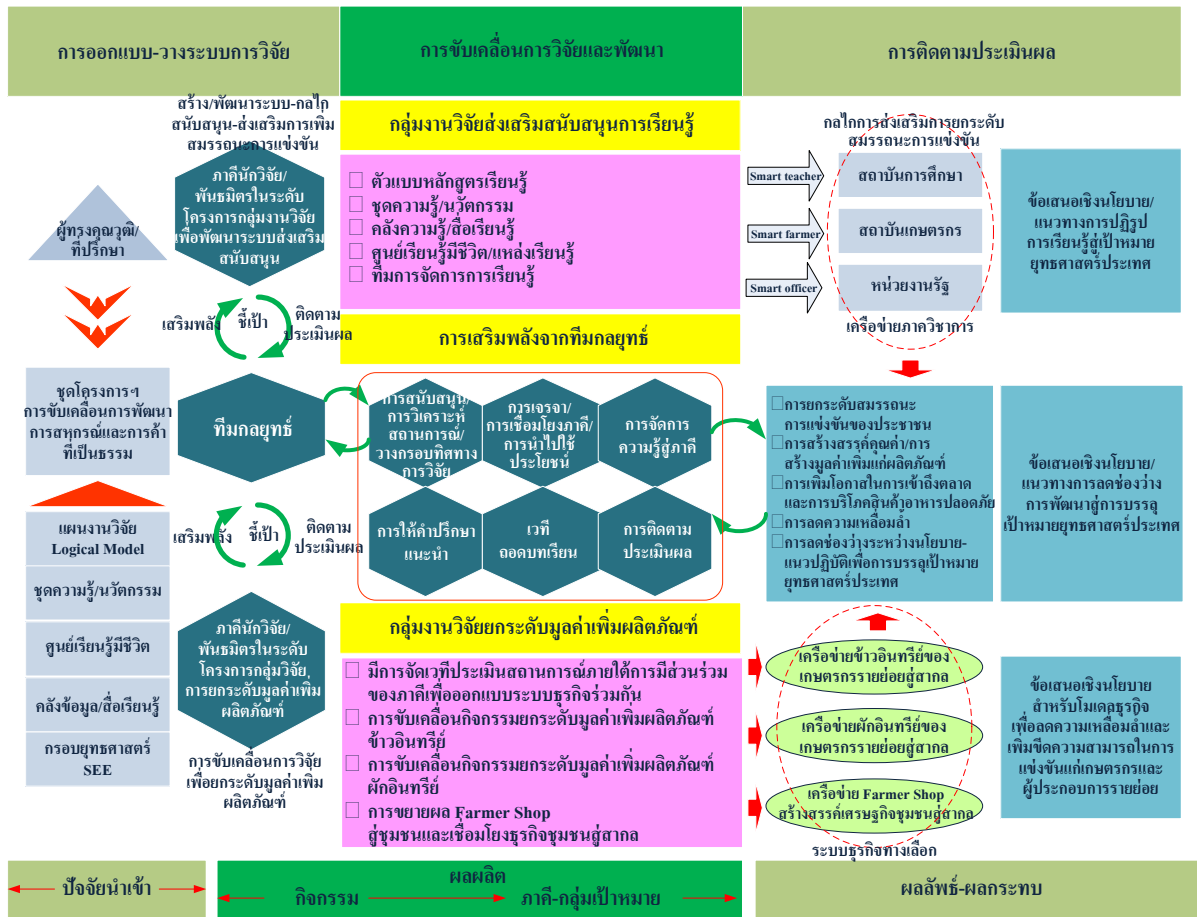 การออกแบบ-วางระบบการวิจัย
การขับเคลื่อนการวิจัยและพัฒนา
การติดตามประเมินผล
สร้าง/พัฒนาระบบ-กลไก
สนับสนุน-ส่งเสริมการเพิ่ม
สมรรถนะการแข่งขัน
ภาคีนักวิจัย/
พันธมิตรในระดับ
โครงการกลุ่มงานวิจัย
เพื่อพัฒนาระบบส่งเสริม
สนับสนุน
ผู้ทรงคุณวุฒิ/
ที่ปรึกษา
เสริมพลัง
ชี้เป้า
ติดตาม
ประเมินผล
ชุดโครงการฯ
การขับเคลื่อนการพัฒนา
การสหกรณ์และการค้า
ที่เป็นธรรม
ทีมกลยุทธ์
แผนงานวิจัย
Logical Model
ชุดความรู้/นวัตกรรม
ศูนย์เรียนรู้มีชีวิต
คลังข้อมูล/สื่อเรียนรู้
กรอบยุทธศาสตร์
SEE
เสริมพลัง
ชี้เป้า
ติดตาม
ประเมินผล
ภาคีนักวิจัย/
พันธมิตรในระดับ
โครงการกลุ่มวิจัย
การยกระดับมูลค่าเพิ่ม
ผลิตภัณฑ์
การขับเคลื่อนการวิจัย
เพื่อยกระดับมูลค่าเพิ่ม
ผลิตภัณฑ์
กลุ่มงานวิจัยส่งเสริมสนับสนุนการเรียนรู้
□ ตัวแบบหลักสูตรเรียนรู้
□ ชุดความรู้/นวัตกรรม
□ คลังความรู้/สื่อเรียนรู้
□ ศูนย์เรียนรู้มีชีวิต/แหล่งเรียนรู้
□ ทีมการจัดการการเรียนรู้
การเสริมพลังจากทีมกลยุทธ์
การสนับสนุน/
การวิเคราะห์
สถานการณ์/
วางกรอบทิศทาง
การวิจัย
การเจรจา/
การเชื่อมโยงภาคี/
การนำไปใช้
ประโยชน์
การจัดการ
ความรู้สู่ภาคี
การให้คำปรึกษา
แนะนำ
เวที
ถอดบทเรียน
การติดตาม
ประเมินผล
กลุ่มงานวิจัยยกระดับมูลค่าเพิ่มผลิตภัณฑ์
□ มีการจัดเวทีประเมินสถานการณ์ภายใต้การมีส่วนร่วม
ของภาคีเพื่อออกแบบระบบธุรกิจร่วมกัน
□ การขับเคลื่อนกิจกรรมยกระดับมูลค่าเพิ่มผลิตภัณฑ์
ข้าวอินทรีย์
□ การขับเคลื่อนกิจกรรมยกระดับมูลค่าเพิ่มผลิตภัณฑ์
ผักอินทรีย์
□ การขยายผล Farmer Shop
สู่ชุมชนและเชื่อมโยงธุรกิจชุมชนสู่สากล
Smart teacher
Smart farmer
Smart officer
กลไกการส่งเสริมการยกระดับ
สมรรถนะการแข่งขัน
สถาบันการศึกษา
สถาบันเกษตรกร
หน่วยงานรัฐ
เครือข่ายภาควิชาการ
ข้อเสนอเชิงนโยบาย/
แนวทางการปฏิรูป
การเรียนรู้สู่เป้าหมาย
ยุทธศาสตร์ประเทศ
□การยกระดับสมรรถนะ
การแข่งขันของประชาชน
□การสร้างสรรค์คุณค่า/การ
สร้างมูลค่าเพิ่มแก่ผลิตภัณฑ์
□การเพิ่มโอกาสในการเข้าถึงตลาด
และการบริโภคสินค้าอาหารปลอดภัย
□การลดความเหลื่อมล้ำ
□การลดช่องว่างระหว่างนโยบาย-
แนวปฏิบัติเพื่อการบรรลุเป้าหมาย
ยุทธศาสตร์ประเทศ
ข้อเสนอเชิงนโยบาย/
แนวทางการลดช่องว่าง
การพัฒนาสู่การบรรลุ
เป้าหมายยุทธศาสตร์ประเทศ
เครือข่ายข้าวอินทรีย์ของ
เกษตรกรรายย่อยสู่สากล
เครือข่ายผักอินทรีย์ของ
เกษตรกรรายย่อยสู่สากล
เครือข่าย Farmer Shop
สร้างสรรค์เศรษฐกิจชุมชนสู่สากล
ระบบธุรกิจทางเลือก
ข้อเสนอเชิงนโยบาย
สำหรับโมเดลธุรกิจ
เพื่อลดความเหลื่อมล้ำและ
เพิ่มขีดความสามารถในการ
แข่งขันแก่เกษตรกรและ
ผู้ประกอบการรายย่อย
ปัจจัยนำเข้า
ผลผลิต
กิจกรรม
ภาคี-กลุ่มเป้าหมาย
ผลลัพธ์-ผลกระทบ